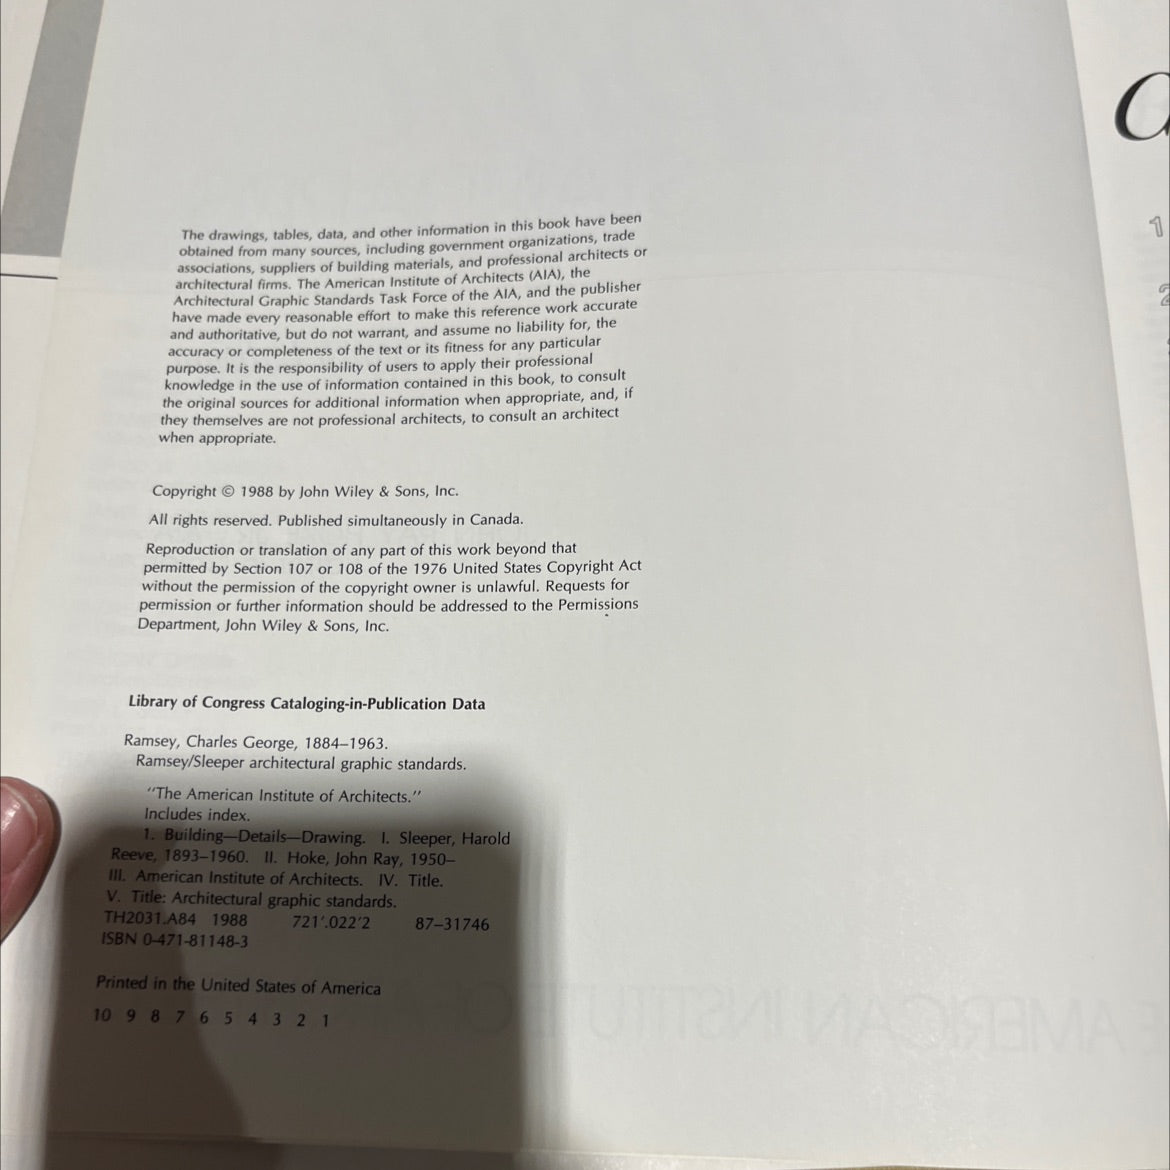 The drawings, tables, data, and other information in this book have been
obtained from many sources, including government organizations, trade
associations, suppliers of building materials, and professional architects or
architectural firms. The American Institute of Architects (AIA), the
Architectural Graphic Standards Task Force of the AIA, and the publisher
have made every reasonable effort to make this reference work accurate
and authoritative, but do not warrant, and assume no liability for, the
accuracy or completeness of the text or its fitness for any particular
purpose. It is the responsibility of users to apply their professional
knowledge in the use of information contained in this book, to consult
the original sources for additional information when appropriate, and, if
they themselves are not professional architects, to consult an architect
when appropriate.
Copyright © 1988 by John Wiley & Sons, Inc.
All rights reserved. Published simultaneously in Canada.
Reproduction or translation of any part of this work beyond that
permitted by Section 107 or 108 of the 1976 United States Copyright Act
without the permission of the copyright owner is unlawful. Requests for
permission or further information should be addressed to the Permissions
Department, John Wiley & Sons, Inc.
Library of Congress Cataloging-in-Publication Data
Ramsey, Charles George, 1884–1963.
Ramsey/Sleeper architectural graphic standards.
"The American Institute of Architects."
Includes index.
1. Building—Details—Drawing. I. Sleeper, Harold
Reeve, 1893–1960. II. Hoke, John Ray, 1950–
III. American Institute of Architects. IV. Title.
V. Title: Architectural graphic standards.
TH2031.A84 1988 721'.022'2 87–31746
ISBN 0-471-81148-3
Printed in the United States of America
10 9 8 7 6 5 4 3 2 1
1
2